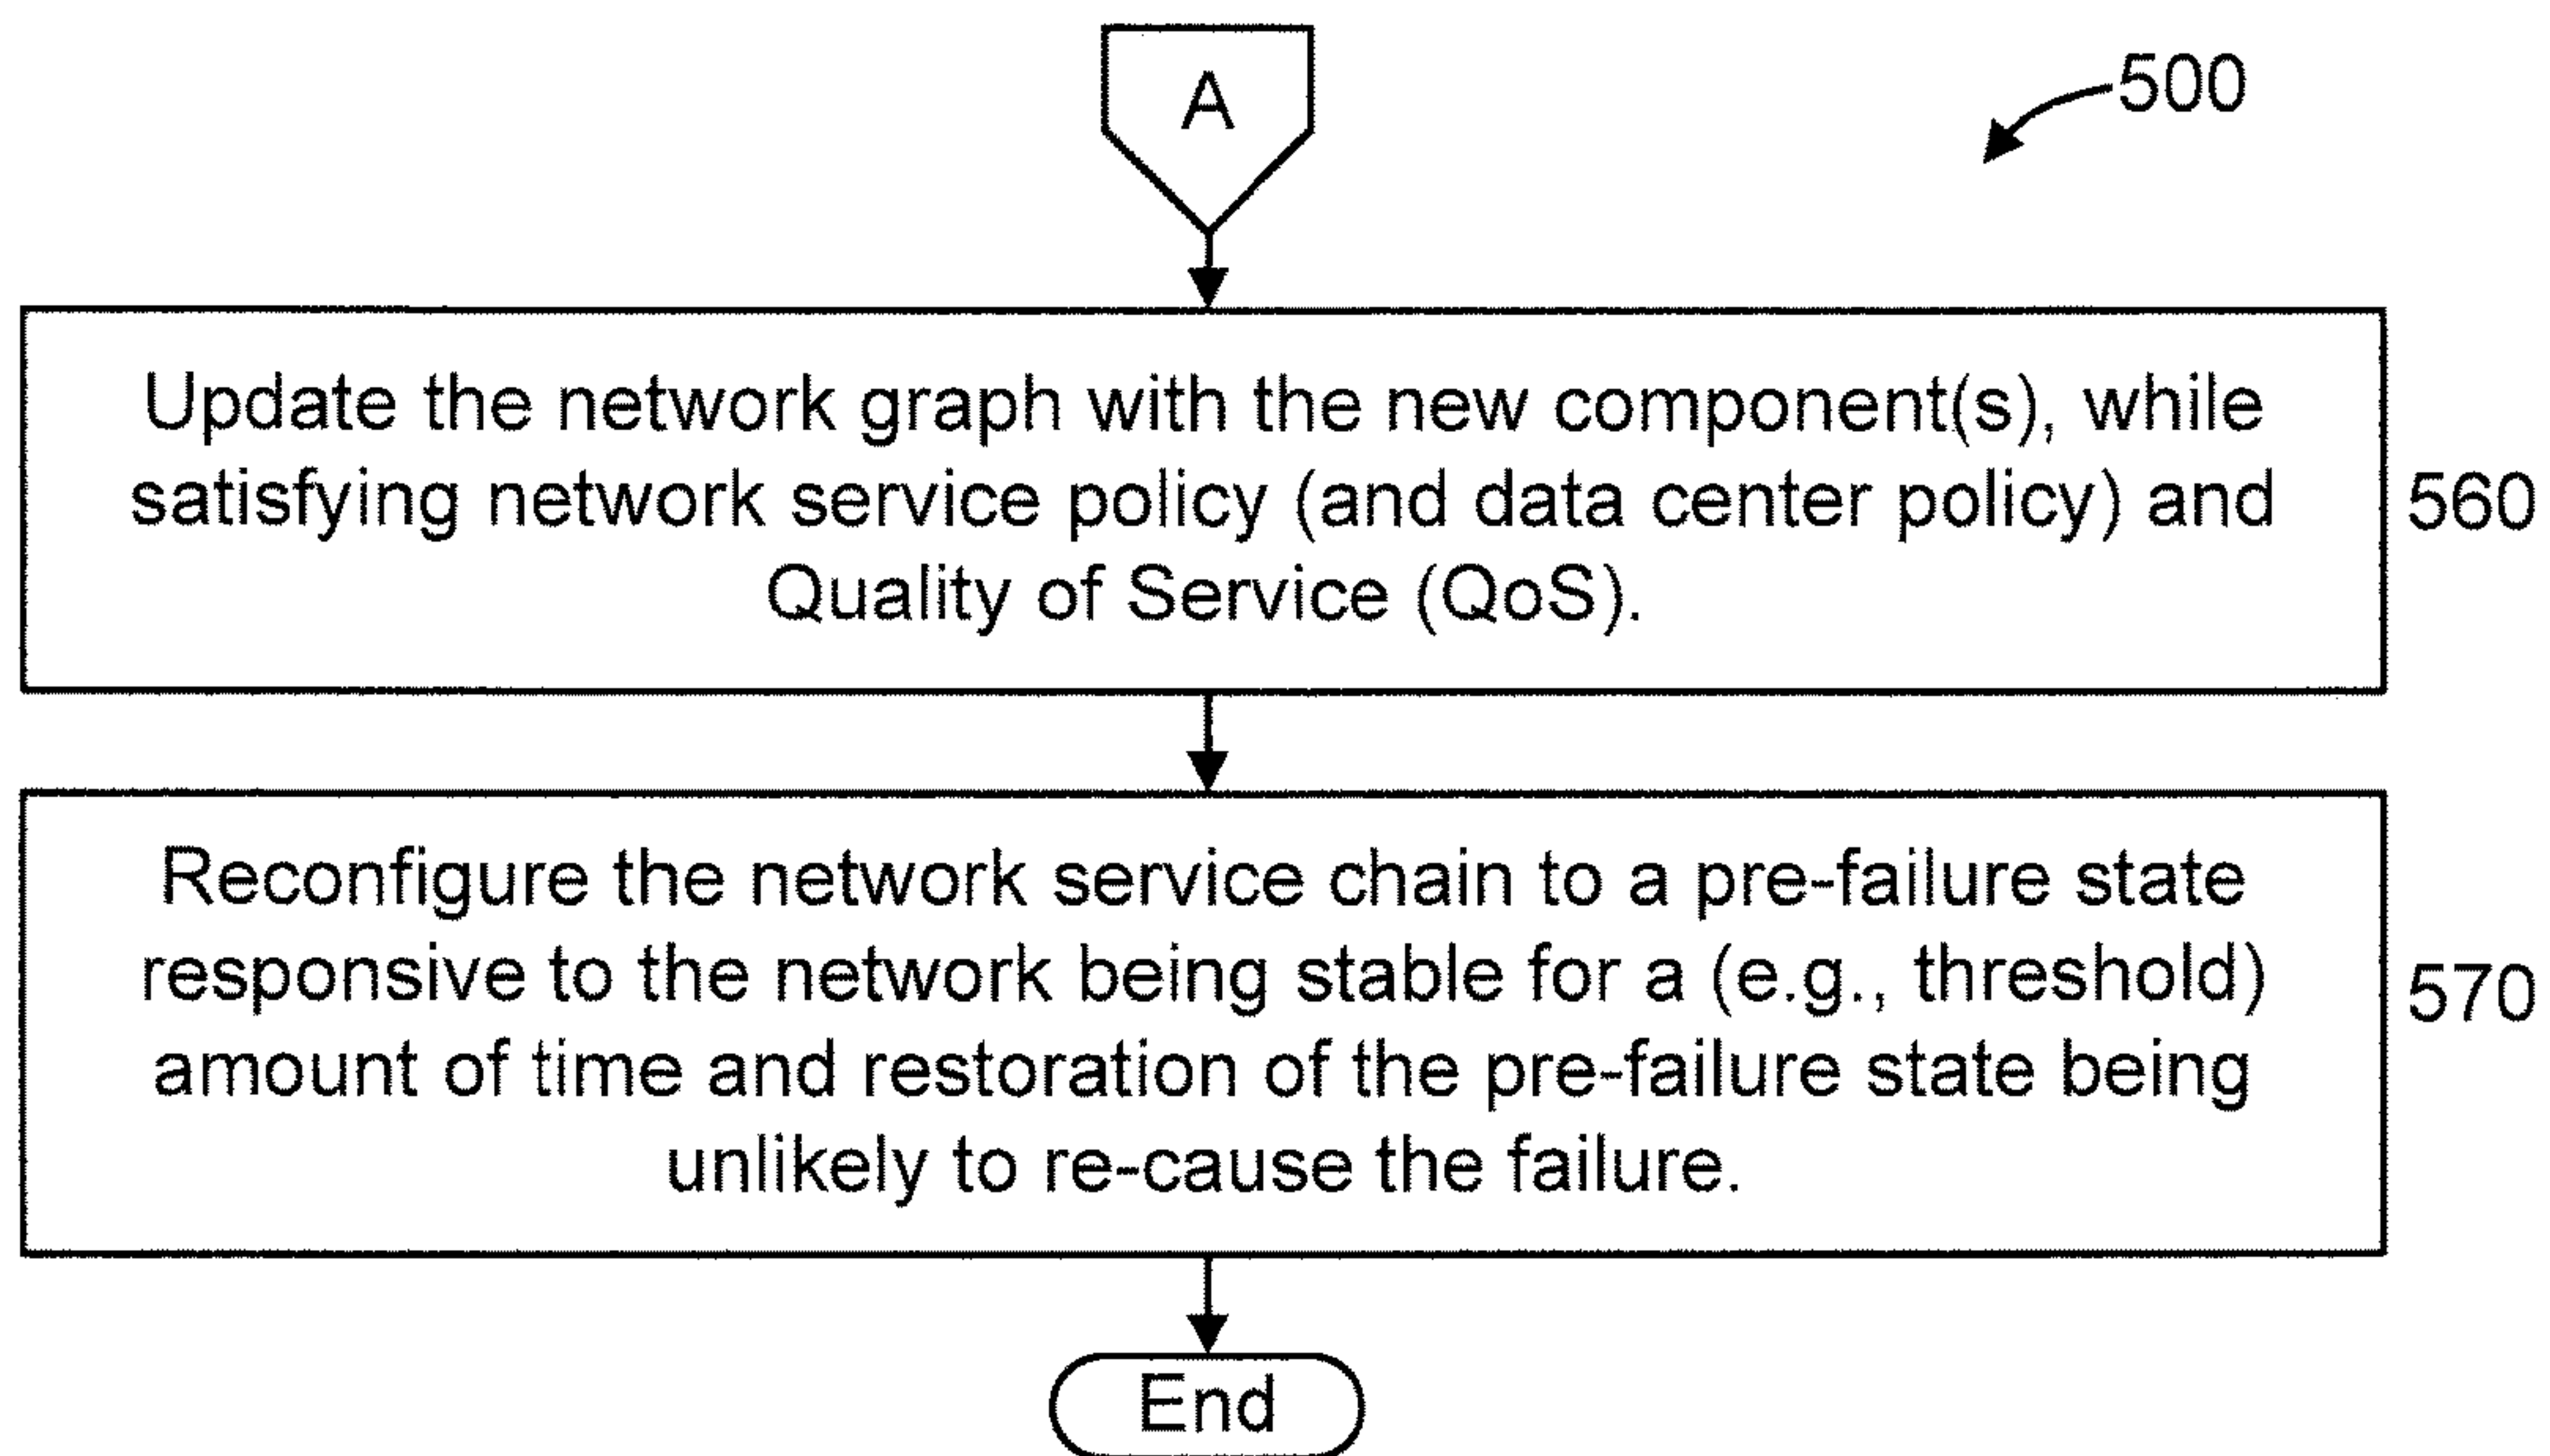 A
500
Update the network graph with the new component(s), while
satisfying network service policy (and data center policy) and
Quality of Service (QoS).
560
Reconfigure the network service chain to a pre-failure state
responsive to the network being stable for a (e.g., threshold)
amount of time and restoration of the pre-failure state being
unlikely to re-cause the failure.
570
End